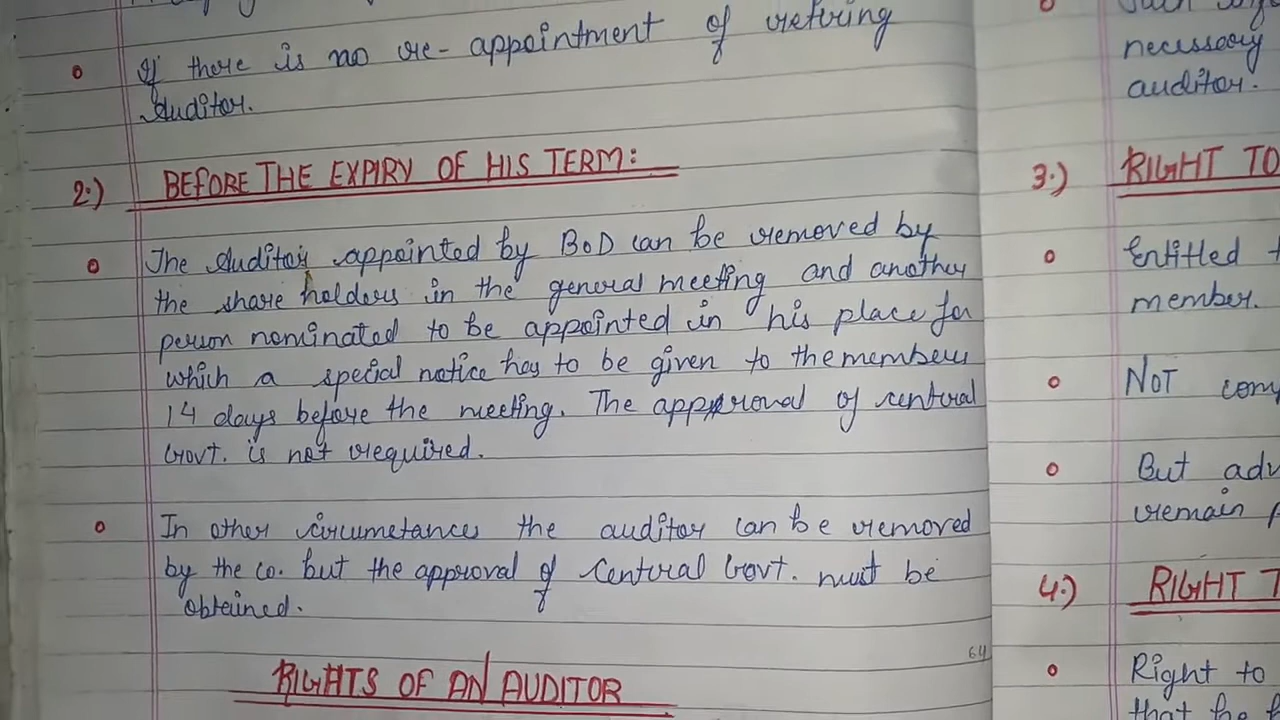 o If there is no re-appointment of retiring
Auditor.
2.) BEFORE THE EXPIRY OF HIS TERM:
o The Auditor appointed by BOD can be removed by
the share holders in the general meeting and another
person nominated to be appointed in his place for
which a special notice has to be given to the members
14 days before the meeting. The approval of central
Govt. is not required.
o In other circumetances the auditor can be removed
by the co. but the approval of Central Govt. must be
obtained.
64
RIGHTS OF AN AUDITOR
necessary
auditor.
3.) RIGHT TO
o Entitled
member.
o NOT
o But
remain
4.) RIGHT
o Right to
that he